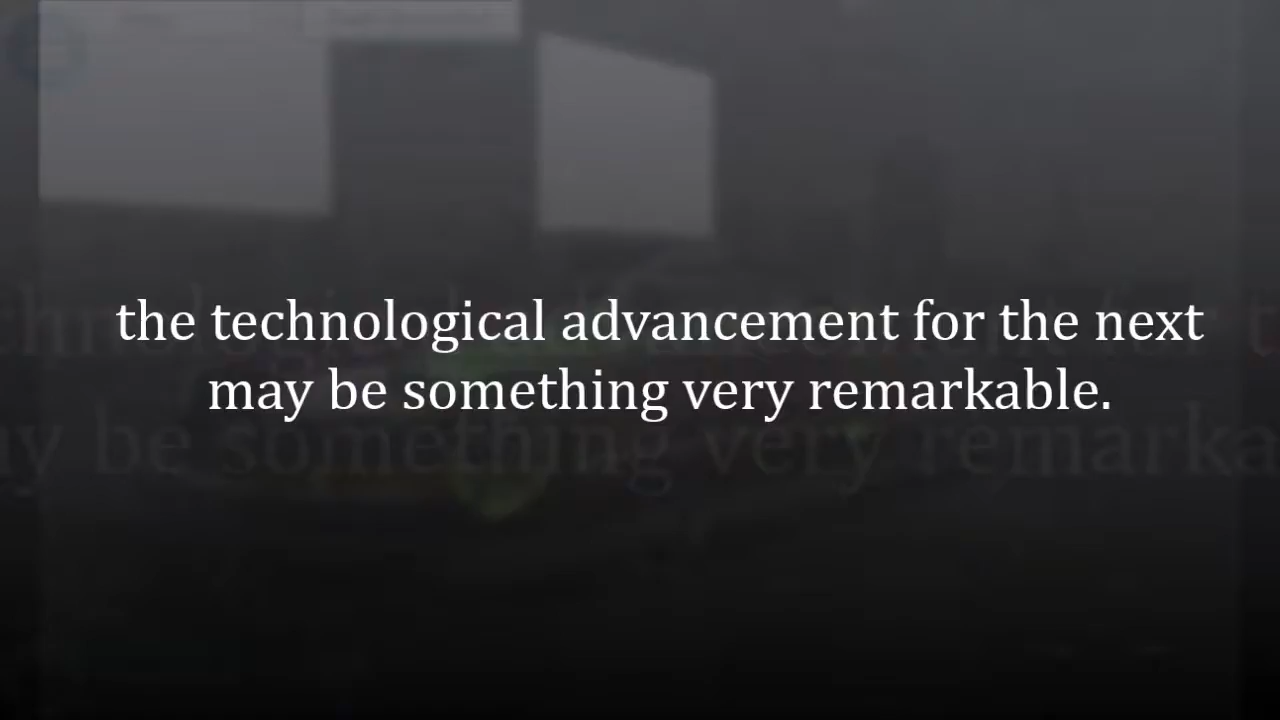 the technological advancement for the next
may be something very remarkable.